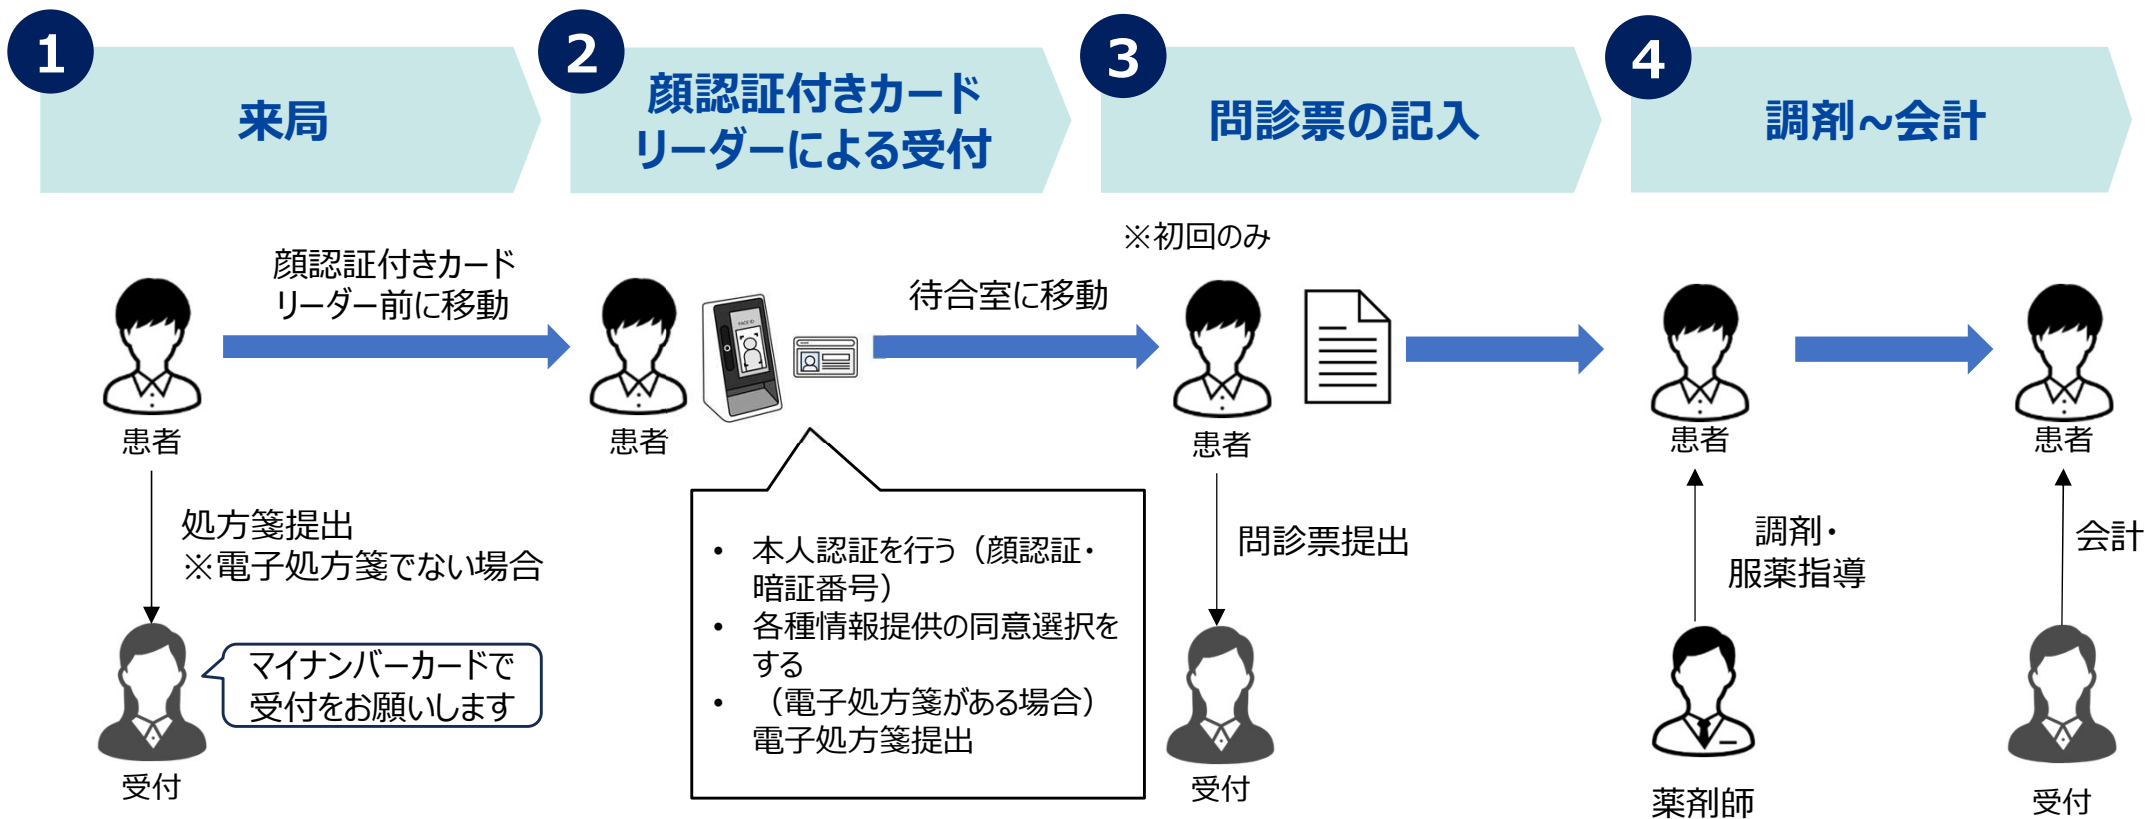 1
来局
2
顔認証付きカード
リーダーによる受付
3
問診票の記入
4
調剤~会計
顔認証付きカード
リーダー前に移動
患者
処方箋提出
※電子処方箋でない場合
マイナンバーカードで
受付をお願いします
受付
患者
FACE ID
待合室に移動
• 本人認証を行う（顔認証・
暗証番号）
• 各種情報提供の同意選択を
する
• （電子処方箋がある場合）
電子処方箋提出
※初回のみ
患者
問診票提出
受付
患者
調剤・
服薬指導
薬剤師
患者
会計
受付